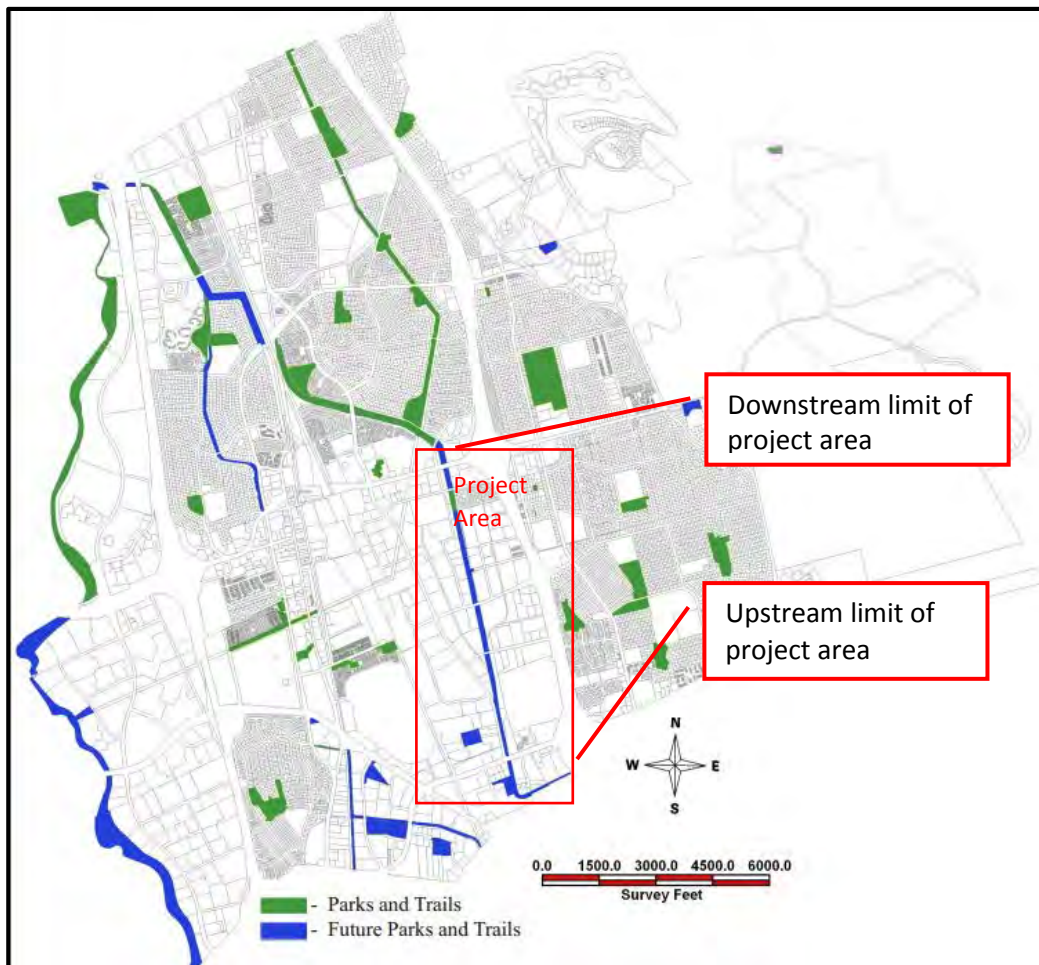 Downstream limit of
project area
Project
Area
Upstream limit of
project area
N
W E
S
0.0 1500.0 3000.0 4500.0 6000.0
Survey Feet
- Parks and Trails
- Future Parks and Trails